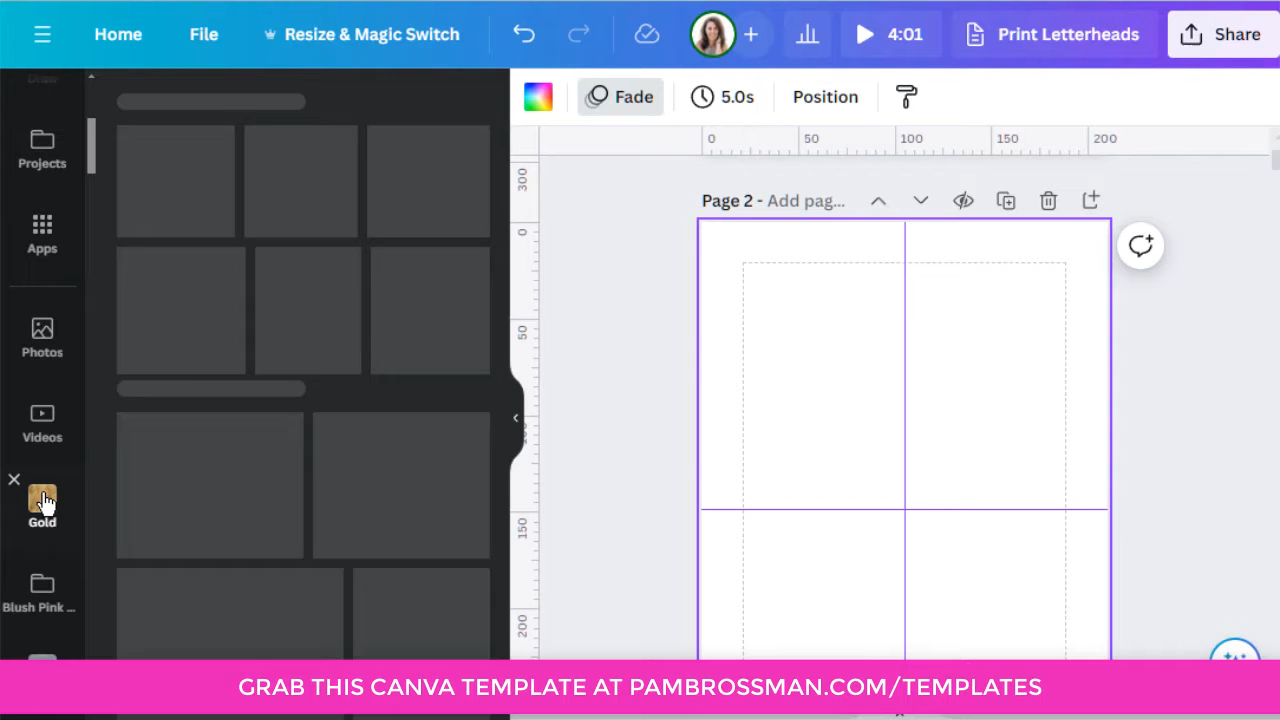 Home File Resize & Magic Switch 4:01 Print Letterheads Share
Draw
Fade 5.0s Position
0 50 100 150 200
Projects
Apps
Photos
Videos
Gold
Blush Pink ...
300
0
50
150
200
Page 2 - Add pag...
GRAB THIS CANVA TEMPLATE AT PAMBROSSMAN.COM/TEMPLATES